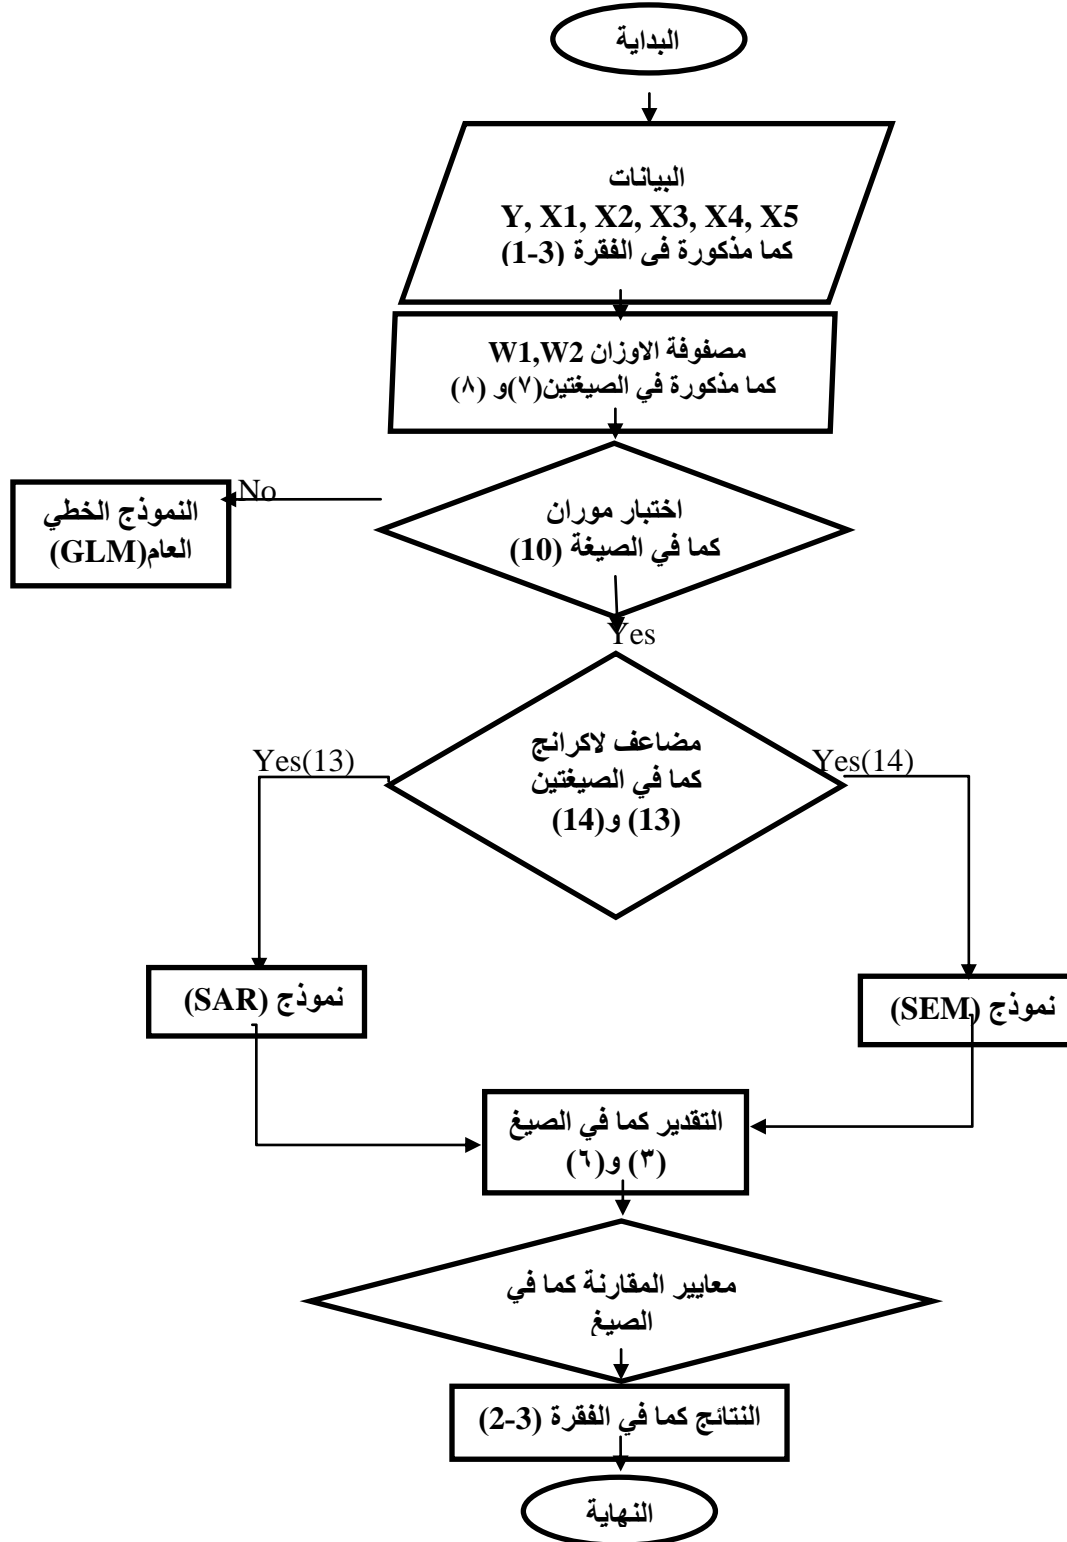 البداية
البيانات
Y, X1, X2, X3, X4, X5
كما مذكورة في الفقرة (3-1)
مصفوفة الاوزان W1,W2
كما مذكورة في الصيغتين(٧)و (٨)
اختبار موران
كما في الصيغة (10)
No
النموذج الخطي
العام(GLM)
Yes
مضاعف لاكرانج
كما في الصيغتين
(13) و(14)
Yes(13)
Yes(14)
نموذج (SAR)
نموذج (SEM)
التقدير كما في الصيغ
(٣) و(٦)
معايير المقارنة كما في
الصيغ
النتائج كما في الفقرة (3-2)
النهاية